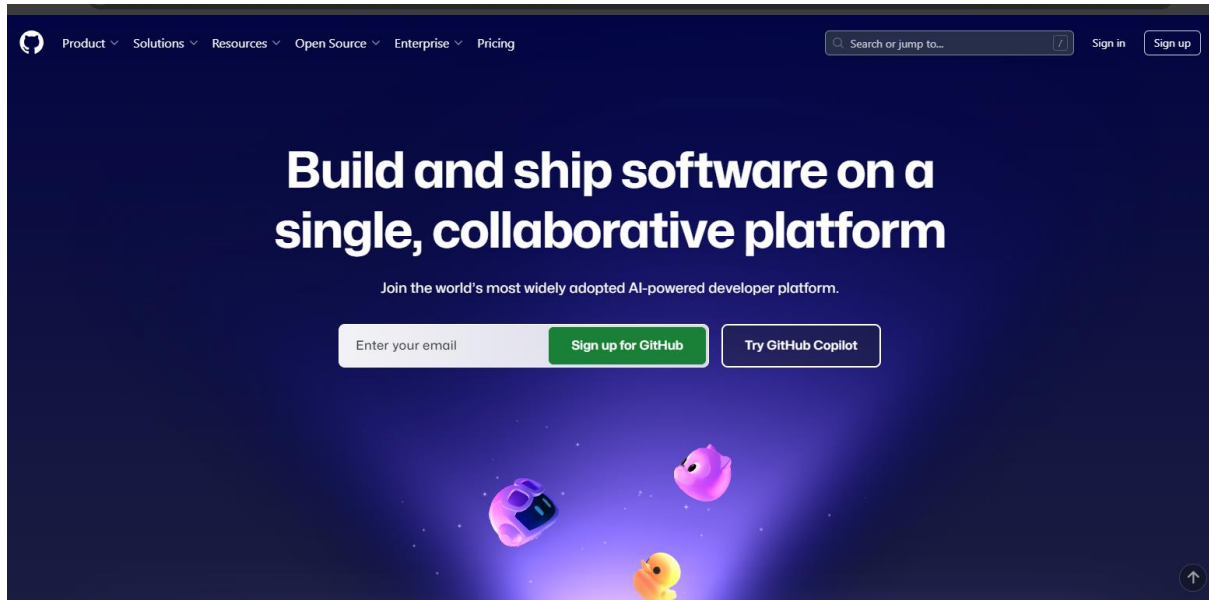 Product
Solutions
Resources
Open Source
Enterprise
Pricing
Search or jump to...
/
Sign in
Sign up
Build and ship software on a
single, collaborative platform
Join the world's most widely adopted AI-powered developer platform.
Enter your email
Sign up for GitHub
Try GitHub Copilot